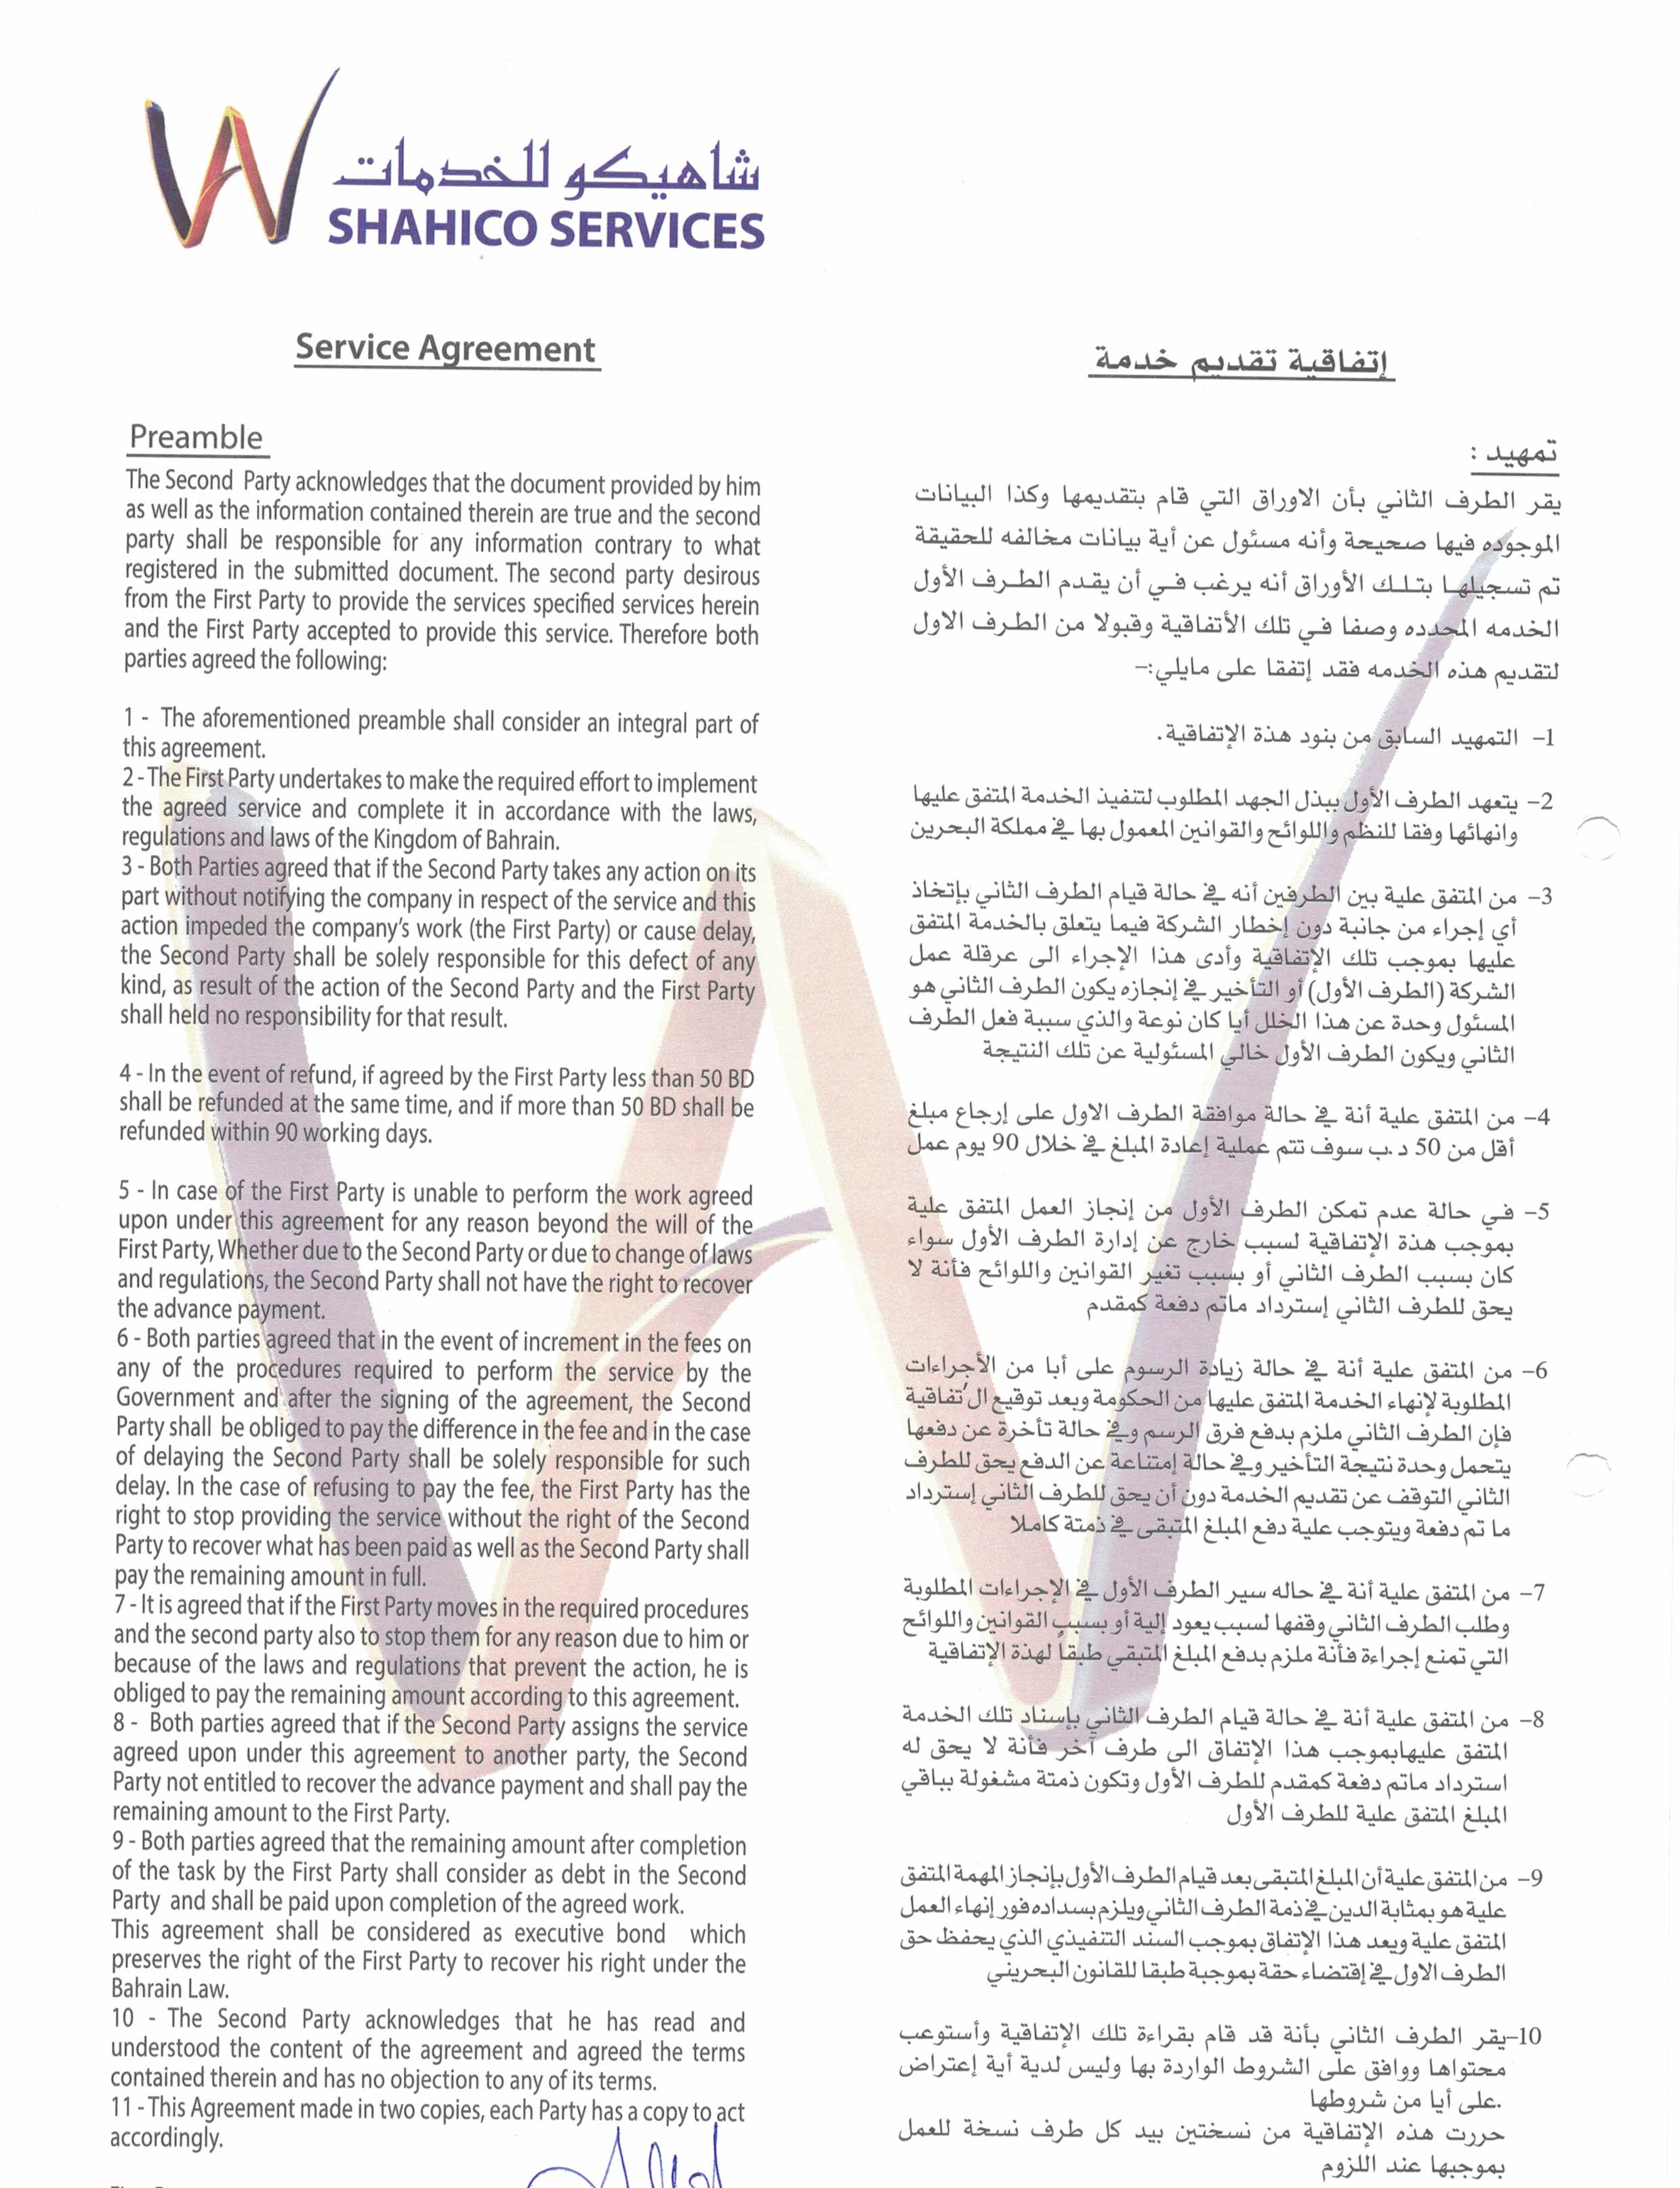 شاهيكو للخدمات
SHAHICO SERVICES
Service Agreement
Preamble
The Second Party acknowledges that the document provided by him
as well as the information contained therein are true and the second
party shall be responsible for any information contrary to what
registered in the submitted document. The second party desirous
from the First Party to provide the services specified services herein
and the First Party accepted to provide this service. Therefore both
parties agreed the following:
1 - The aforementioned preamble shall consider an integral part of
this agreement.
2 - The First Party undertakes to make the required effort to implement
the agreed service and complete it in accordance with the laws,
regulations and laws of the Kingdom of Bahrain.
3 - Both Parties agreed that if the Second Party takes any action on its
part without notifying the company in respect of the service and this
action impeded the company's work (the First Party) or cause delay,
the Second Party shall be solely responsible for this defect of any
kind, as result of the action of the Second Party and the First Party
shall held no responsibility for that result.
4 - In the event of refund, if agreed by the First Party less than 50 BD
shall be refunded at the same time, and if more than 50 BD shall be
refunded within 90 working days.
5 - In case of the First Party is unable to perform the work agreed
upon under this agreement for any reason beyond the will of the
First Party, Whether due to the Second Party or due to change of laws
and regulations, the Second Party shall not have the right to recover
the advance payment.
6 - Both parties agreed that in the event of increment in the fees on
any of the procedures required to perform the service by the
Government and after the signing of the agreement, the Second
Party shall be obliged to pay the difference in the fee and in the case
of delaying the Second Party shall be solely responsible for such
delay. In the case of refusing to pay the fee, the First Party has the
right to stop providing the service without the right of the Second
Party to recover what has been paid as well as the Second Party shall
pay the remaining amount in full.
7 - It is agreed that if the First Party moves in the required procedures
and the second party also to stop them for any reason due to him or
because of the laws and regulations that prevent the action, he is
obliged to pay the remaining amount according to this agreement.
8 - Both parties agreed that if the Second Party assigns the service
agreed upon under this agreement to another party, the Second
Party not entitled to recover the advance payment and shall pay the
remaining amount to the First Party.
9 - Both parties agreed that the remaining amount after completion
of the task by the First Party shall consider as debt in the Second
Party and shall be paid upon completion of the agreed work.
This agreement shall be considered as executive bond which
preserves the right of the First Party to recover his right under the
Bahrain Law.
10 - The Second Party acknowledges that he has read and
understood the content of the agreement and agreed the terms
contained therein and has no objection to any of its terms.
11 - This Agreement made in two copies, each Party has a copy to act
accordingly.
إتفاقية تقديم خدمة
تمهيد :
يقر الطرف الثاني بأن الاوراق التي قام بتقديمها وكذا البيانات
الموجوده فيها صحيحة وأنه مسئول عن أية بيانات مخالفه للحقيقة
تم تسجيلها بتلك الأوراق أنه يرغب في أن يقدم الطرف الأول
الخدمه المحدده وصفا في تلك الأتفاقية وقبولا من الطرف الاول
لتقديم هذه الخدمه فقد إتفقا على مايلي:-
1- التمهيد السابق من بنود هذة الإتفاقية.
2- يتعهد الطرف الأول ببذل الجهد المطلوب لتنفيذ الخدمة المتفق عليها
وانهائها وفقا للنظم واللوائح والقوانين المعمول بها في مملكة البحرين
3- من المتفق علية بين الطرفين أنه في حالة قيام الطرف الثاني بإتخاذ
أي إجراء من جانبة دون إخطار الشركة فيما يتعلق بالخدمة المتفق
عليها بموجب تلك الإتفاقية وأدى هذا الإجراء الى عرقلة عمل
الشركة (الطرف الأول) أو التأخير في إنجازه يكون الطرف الثاني هو
المسئول وحدة عن هذا الخلل أيا كان نوعة والذي سببة فعل الطرف
الثاني ويكون الطرف الأول خالي المسئولية عن تلك النتيجة
4- من المتفق علية أنة في حالة موافقة الطرف الاول على إرجاع مبلغ
أقل من 50 د.ب سوف تتم عملية إعادة المبلغ في خلال 90 يوم عمل
5- في حالة عدم تمكن الطرف الأول من إنجاز العمل المتفق علية
بموجب هذة الإتفاقية لسبب خارج عن إدارة الطرف الأول سواء
كان بسبب الطرف الثاني أو بسبب تغير القوانين واللوائح فأنة لا
يحق للطرف الثاني إسترداد ماتم دفعة كمقدم
6- من المتفق علية أنة في حالة زيادة الرسوم على أبا من الأجراءات
المطلوبة لإنهاء الخدمة المتفق عليها من الحكومة وبعد توقيع ال تفاقية
فإن الطرف الثاني ملزم بدفع فرق الرسم وفي حالة تأخرة عن دفعها
يتحمل وحدة نتيجة التأخير وفي حالة إمتناعة عن الدفع يحق للطرف
الثاني التوقف عن تقديم الخدمة دون أن يحق للطرف الثاني إسترداد
ما تم دفعة ويتوجب علية دفع المبلغ المتبقى في ذمتة كاملا
7- من المتفق علية أنة في حاله سير الطرف الأول في الإجراءات المطلوبة
وطلب الطرف الثاني وقفها لسبب يعود إلية أو بسبب القوانين واللوائح
التي تمنع إجراءة فأنة ملزم بدفع المبلغ المتبقي طبقاً لهذة الإتفاقية
8- من المتفق علية أنة في حالة قيام الطرف الثاني بإسناد تلك الخدمة
المتفق عليهابموجب هذا الإتفاق الى طرف آخر فأنة لا يحق له
استرداد ماتم دفعة كمقدم للطرف الأول وتكون ذمتة مشغولة بباقي
المبلغ المتفق علية للطرف الأول
9- من المتفق علية أن المبلغ المتبقى بعد قيام الطرف الأول بإنجاز المهمة المتفق
علية هو بمثابة الدين في ذمة الطرف الثاني ويلزم بسداده فور إنهاء العمل
المتفق علية ويعد هذا الإتفاق بموجب السند التنفيذي الذي يحفظ حق
الطرف الاول في إقتضاء حقة بموجبة طبقا للقانون البحريني
10-يقر الطرف الثاني بأنة قد قام بقراءة تلك الإتفاقية وأستوعب
محتواها ووافق على الشروط الواردة بها وليس لدية أية إعتراض
.على أيا من شروطها
حررت هذه الإتفاقية من نسختين بيد كل طرف نسخة للعمل
بموجبها عند اللزوم